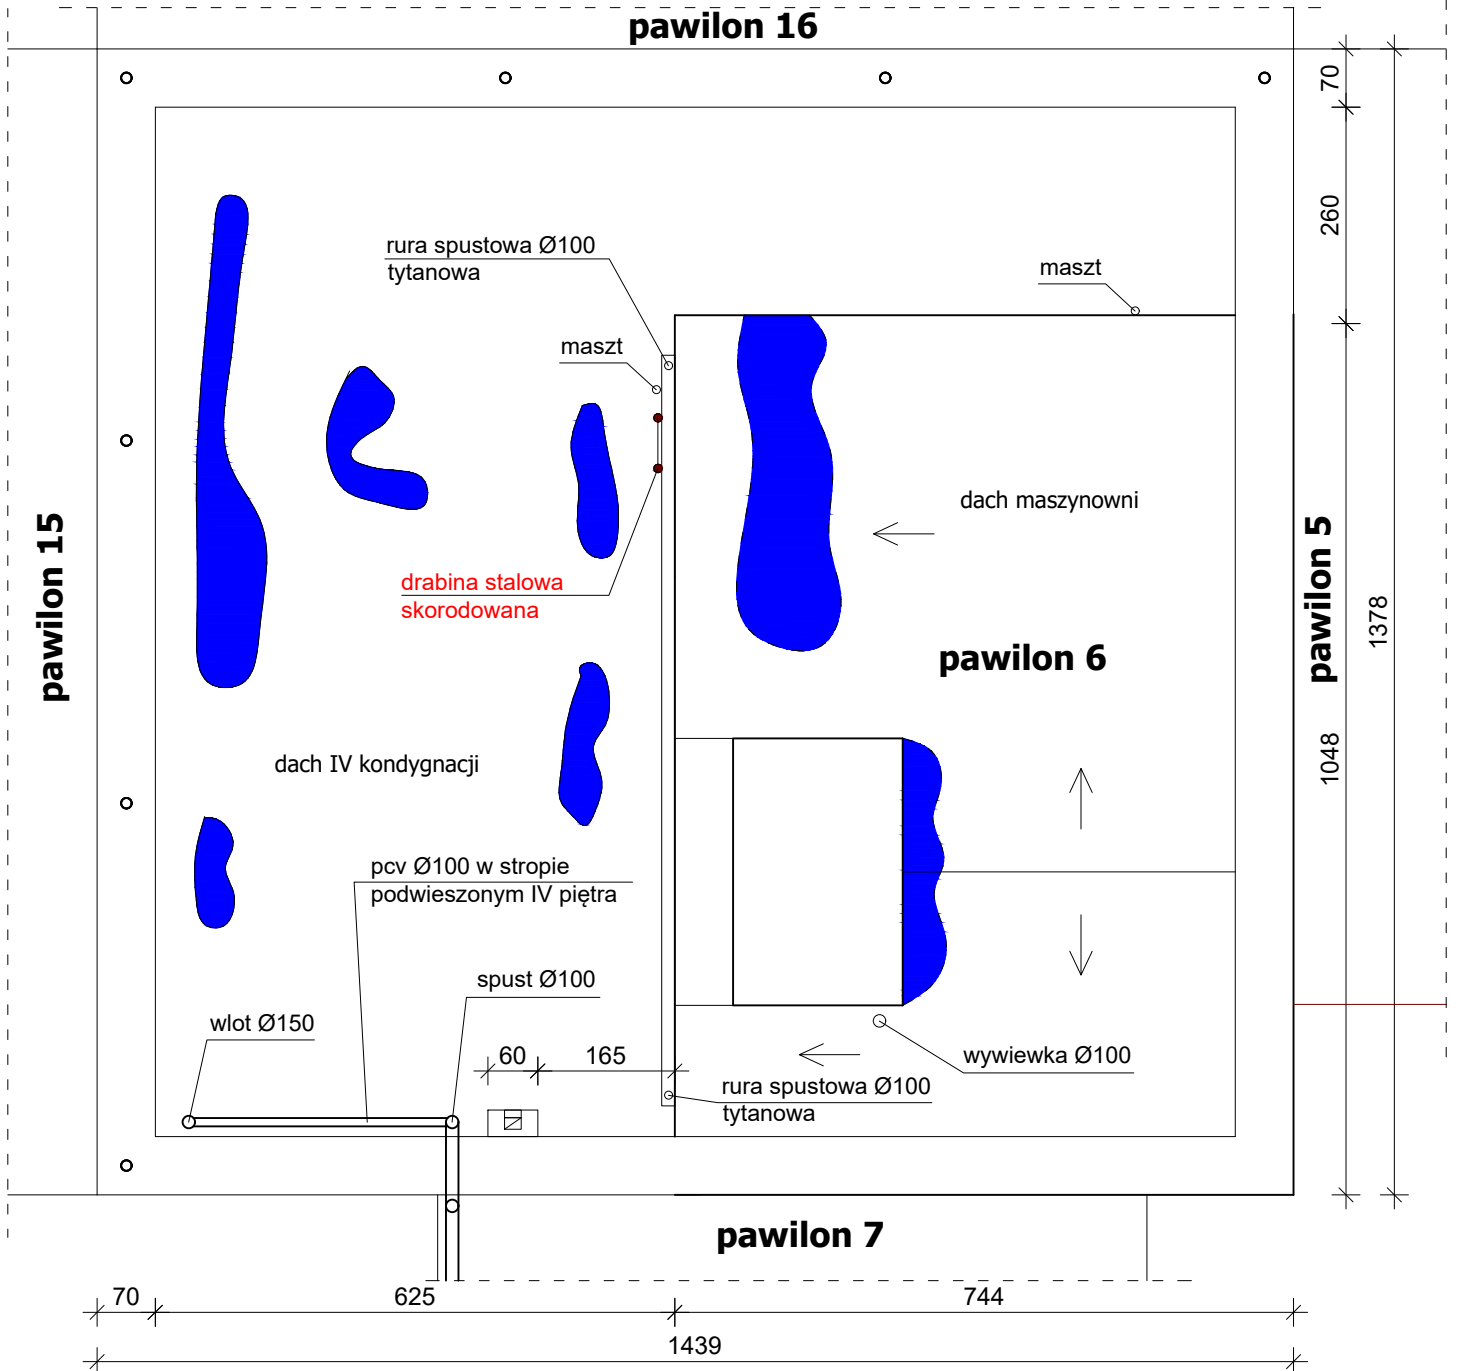 pawilon 16
70
260
rura spustowa Ø100
tytanowa
maszt
maszt
dach maszynowni
pawilon 15
pawilon 5
drabina stalowa
skorodowana
1378
pawilon 6
1048
dach IV kondygnacji
pcv Ø100 w stropie
podwieszonym IV piętra
spust Ø100
wlot Ø150
60
165
wywiewka Ø100
rura spustowa Ø100
tytanowa
pawilon 7
70
625
744
1439